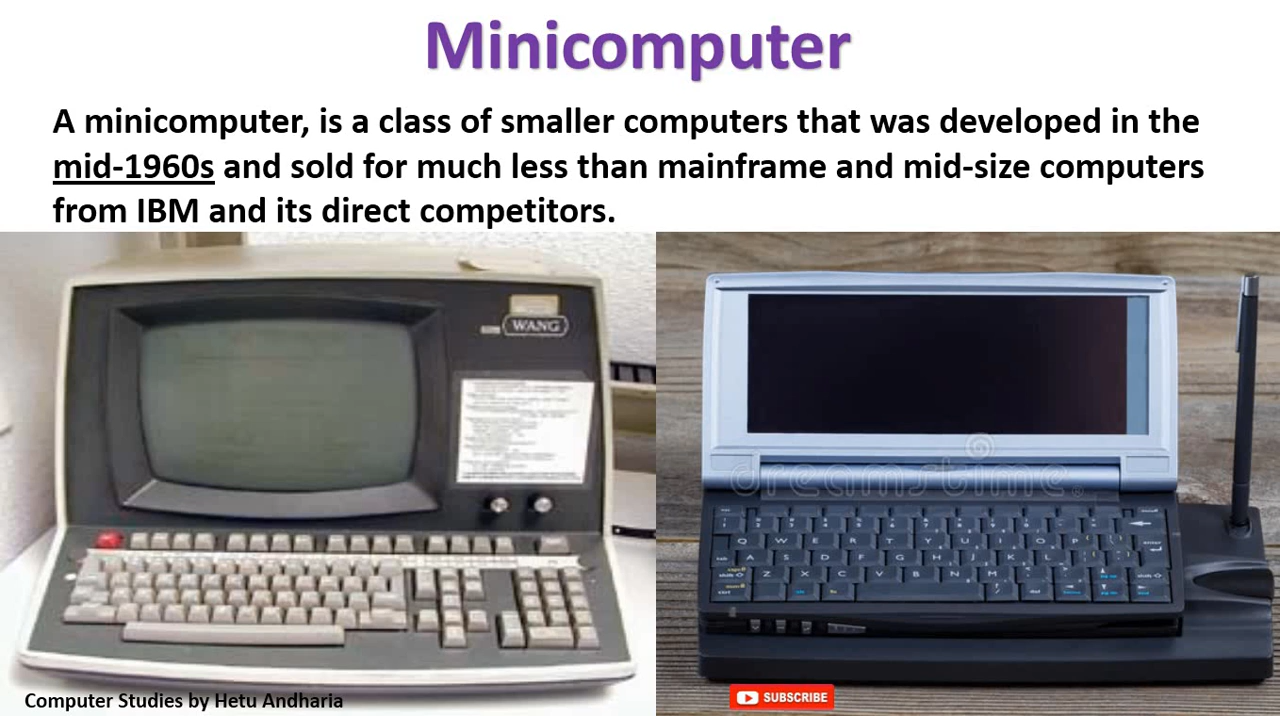 Minicomputer
A minicomputer, is a class of smaller computers that was developed in the
mid-1960s and sold for much less than mainframe and mid-size computers
from IBM and its direct competitors.
WANG
dreamstime
Q W E R T Y U I O P
A S D F G H J K L
Z X C V B N M
Computer Studies by Hetu Andharia
SUBSCRIBE